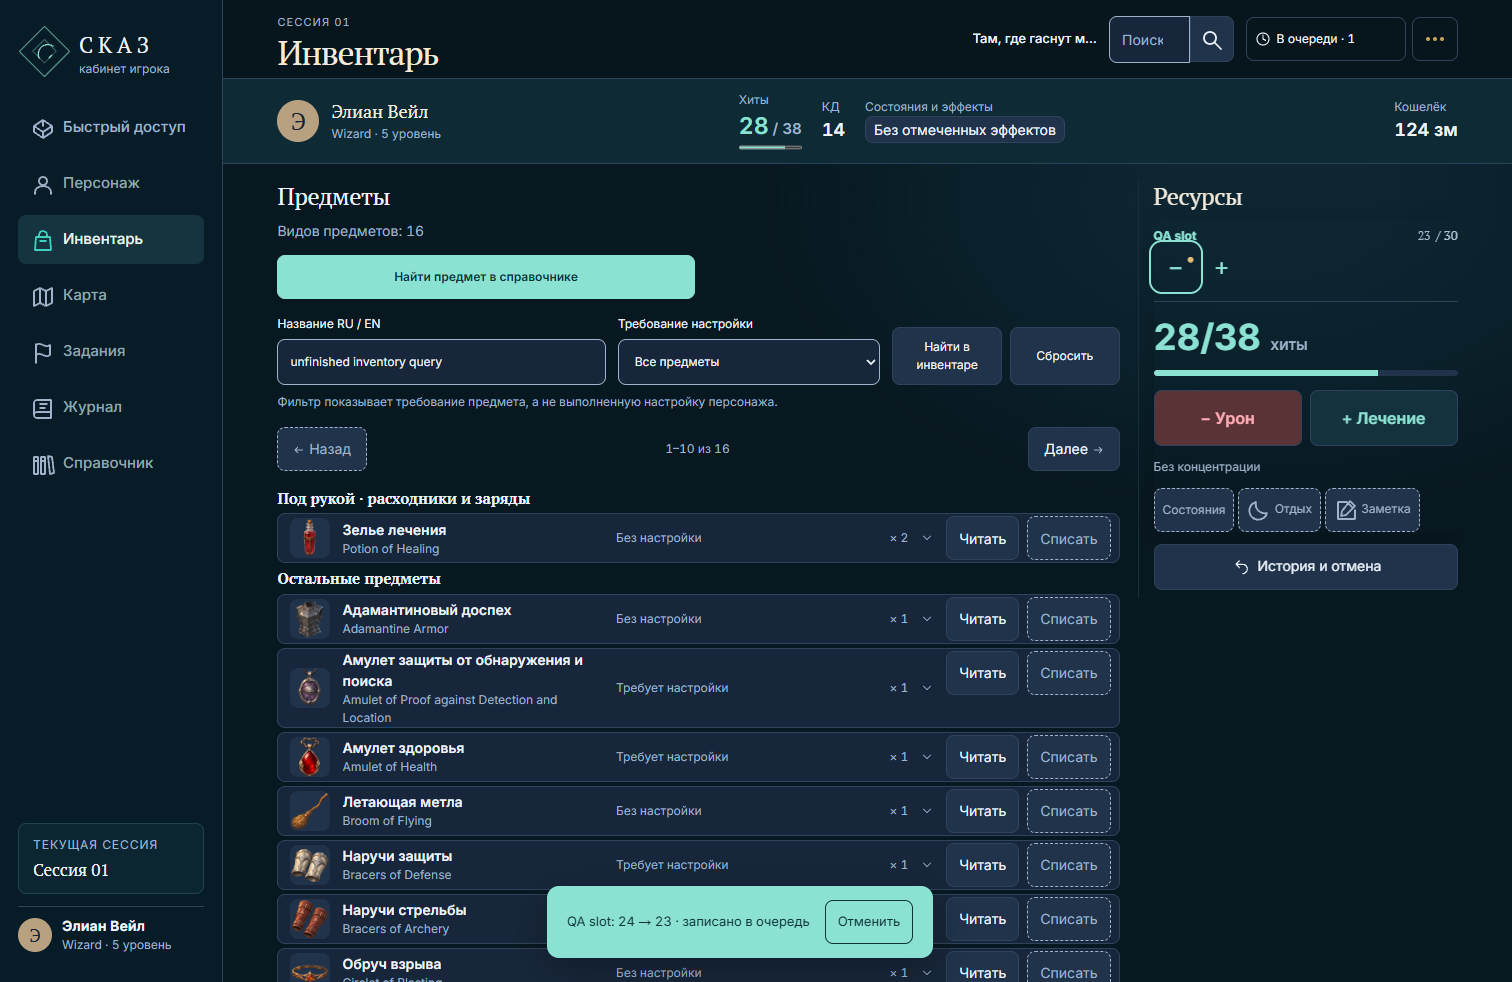 СКАЗ
кабинет игрока
Быстрый доступ
Персонаж
Инвентарь
Карта
Задания
Журнал
Справочник
ТЕКУЩАЯ СЕССИЯ
Сессия 01
Э
Элиан Вейл
Wizard · 5 уровень
СЕССИЯ 01
Инвентарь
Там, где гаснут м...
Поиск
В очереди · 1
Э
Элиан Вейл
Wizard · 5 уровень
Хиты
28 / 38
КД
14
Состояния и эффекты
Без отмеченных эффектов
Кошелёк
124 зм
Предметы
Видов предметов: 16
Найти предмет в справочнике
Название RU / EN
unfinished inventory query
Требование настройки
Все предметы
Найти в
инвентаре
Сбросить
Фильтр показывает требование предмета, а не выполненную настройку персонажа.
← Назад
1–10 из 16
Далее →
Под рукой · расходники и заряды
Зелье лечения
Potion of Healing
Без настройки
× 2
Читать
Списать
Остальные предметы
Адамантиновый доспех
Adamantine Armor
Без настройки
× 1
Читать
Списать
Амулет защиты от обнаружения и
поиска
Amulet of Proof against Detection and
Location
Требует настройки
× 1
Читать
Списать
Амулет здоровья
Amulet of Health
Требует настройки
× 1
Читать
Списать
Летающая метла
Broom of Flying
Без настройки
× 1
Читать
Списать
Наручи защиты
Bracers of Defense
Требует настройки
× 1
Читать
Списать
Наручи стрельбы
Bracers of Archery
Читать
Списать
Обруч взрыва
Circlet of Blasting
Без настройки
× 1
Читать
Списать
QA slot: 24 → 23 · записано в очередь
Отменить
Ресурсы
QA slot
23 / 30
−
+
28/38 хиты
− Урон
+ Лечение
Без концентрации
Состояния
Отдых
Заметка
История и отмена